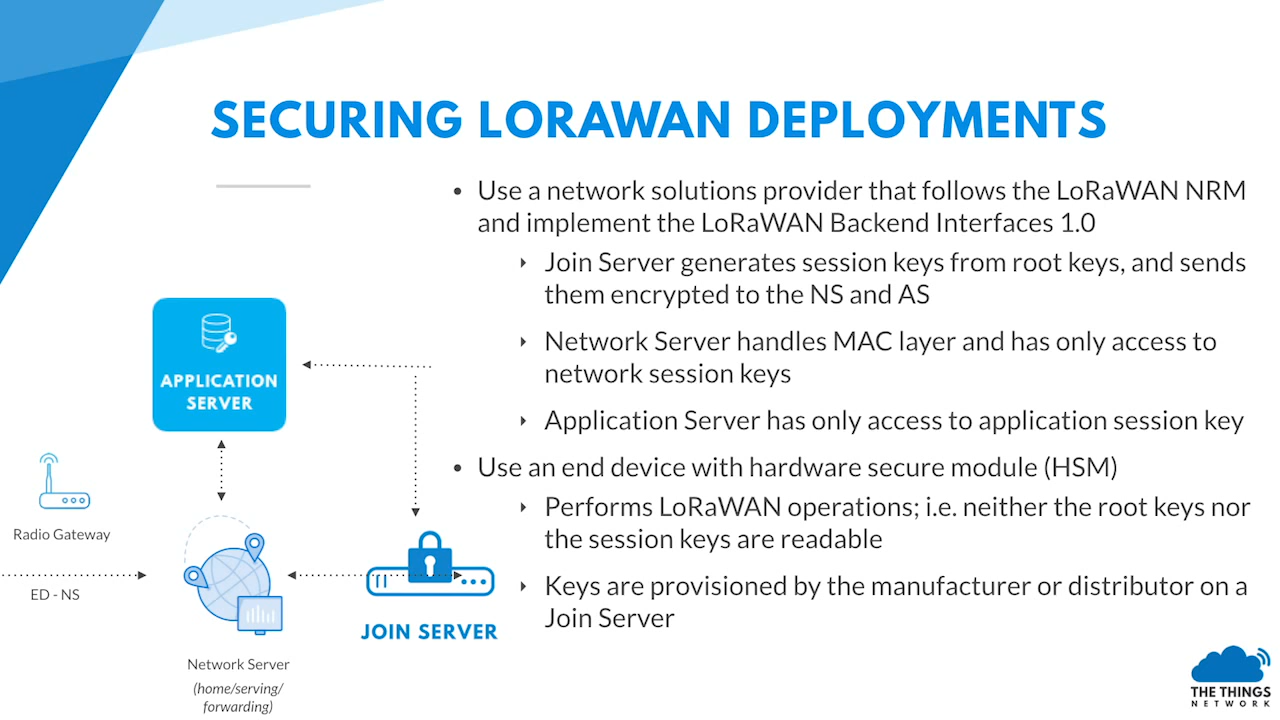 SECURING LORAWAN DEPLOYMENTS
• Use a network solutions provider that follows the LoRaWAN NRM
and implement the LoRaWAN Backend Interfaces 1.0
‣ Join Server generates session keys from root keys, and sends
them encrypted to the NS and AS
‣ Network Server handles MAC layer and has only access to
network session keys
‣ Application Server has only access to application session key
• Use an end device with hardware secure module (HSM)
‣ Performs LoRaWAN operations; i.e. neither the root keys nor
the session keys are readable
‣ Keys are provisioned by the manufacturer or distributor on a
Join Server
APPLICATION
SERVER
Radio Gateway
ED - NS
JOIN SERVER
Network Server
(home/serving/
forwarding)
THE THINGS
NETWORK